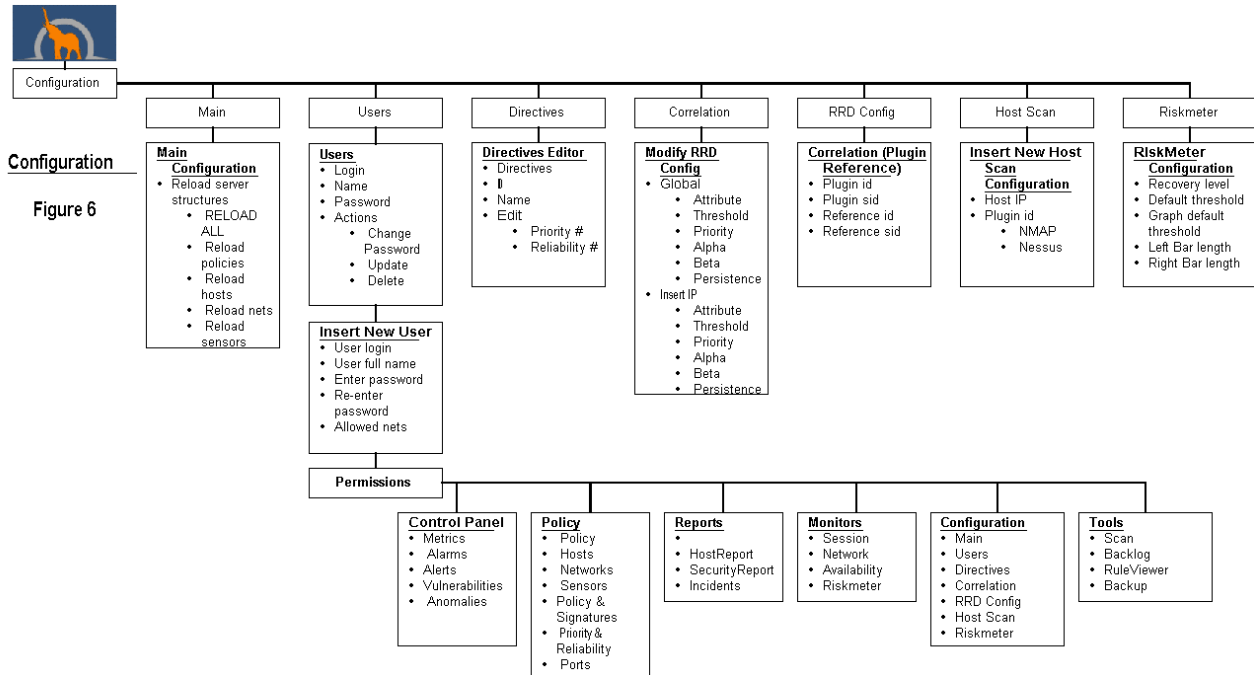 Configuration
Main
Users
Directives
Correlation
RRD Config
Host Scan
Riskmeter
Configuration
Figure 6
Main
Configuration
• Reload server
structures
• RELOAD
ALL
• Reload
policies
• Reload
hosts
• Reload nets
• Reload
sensors
Users
• Login
• Name
• Password
• Actions
• Change
Password
• Update
• Delete
Directives Editor
• Directives
• ID
• Name
• Edit
• Priority #
• Reliability #
Modify RRD
Config
• Global
• Attribute
• Threshold
• Priority
• Alpha
• Beta
• Persistence
• Insert IP
• Attribute
• Threshold
• Priority
• Alpha
• Beta
• Persistence
Correlation (Plugin
Reference)
• Plugin id
• Plugin sid
• Reference id
• Reference sid
Insert New Host
Scan
Configuration
• Host IP
• Plugin id
• NMAP
• Nessus
RIskMeter
Configuration
• Recovery level
• Default threshold
• Graph default
threshold
• Left Bar length
• Right Bar length
Insert New User
• User login
• User full name
• Enter password
• Re-enter
password
• Allowed nets
Permissions
Control Panel
• Metrics
• Alarms
• Alerts
• Vulnerabilities
• Anomalies
Policy
• Policy
• Hosts
• Networks
• Sensors
• Policy &
Signatures
• Priority &
Reliability
• Ports
Reports
•
• HostReport
• SecurityReport
• Incidents
Monitors
• Session
• Network
• Availability
• Riskmeter
Configuration
• Main
• Users
• Directives
• Correlation
• RRD Config
• Host Scan
• Riskmeter
Tools
• Scan
• Backlog
• RuleViewer
• Backup